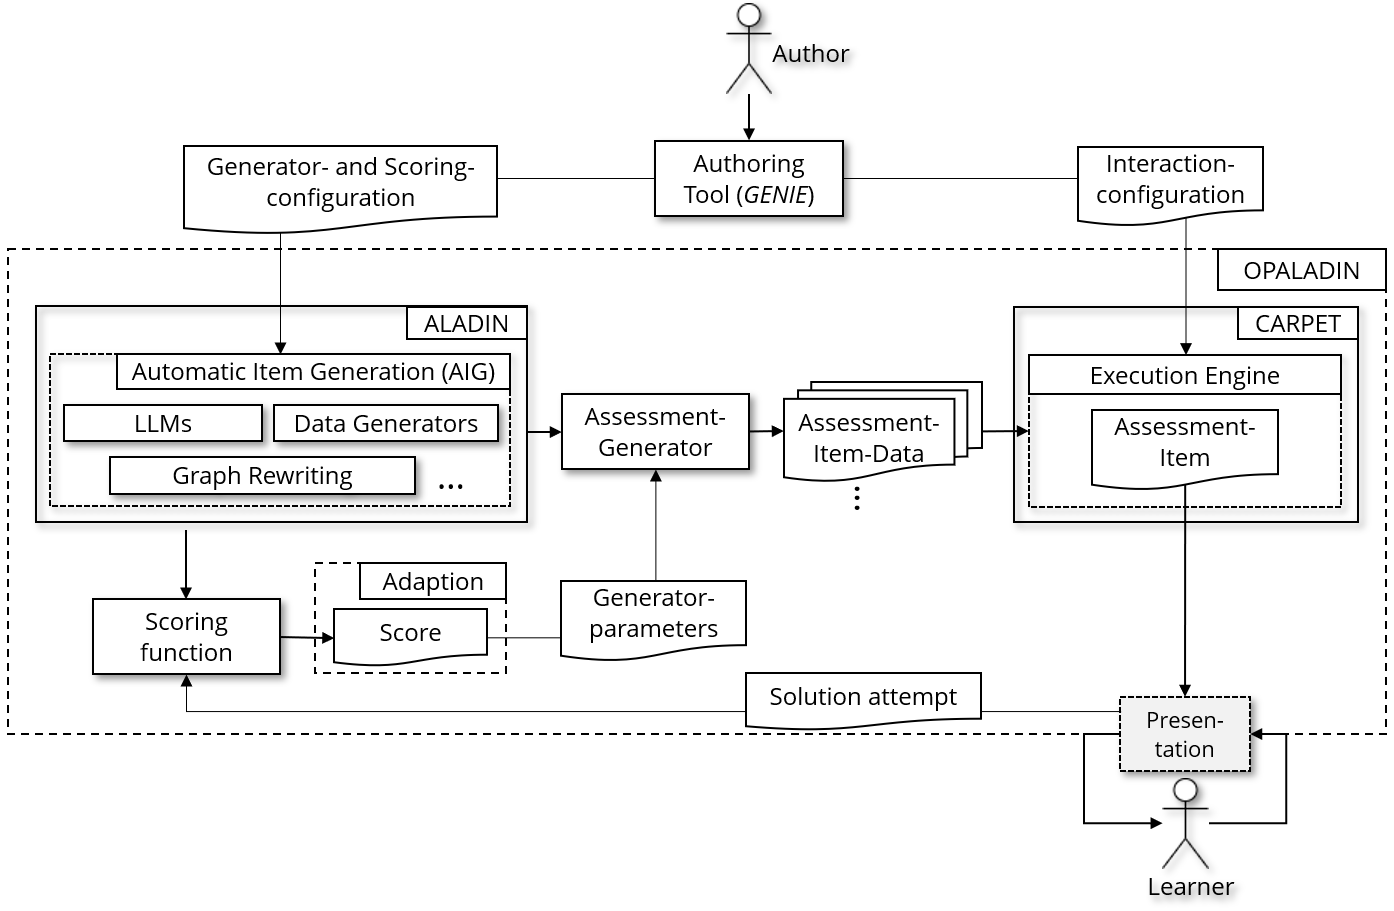 Author
Generator- and Scoring-
configuration
Authoring
Tool (GENIE)
Interaction-
configuration
OPALADIN
ALADIN
CARPET
Automatic Item Generation (AIG)
LLMs
Data Generators
Graph Rewriting
...
Assessment-
Generator
Assessment-
Item-Data
Execution Engine
Assessment-
Item
Scoring
function
Adaption
Score
Generator-
parameters
Solution attempt
Presen-
tation
Learner